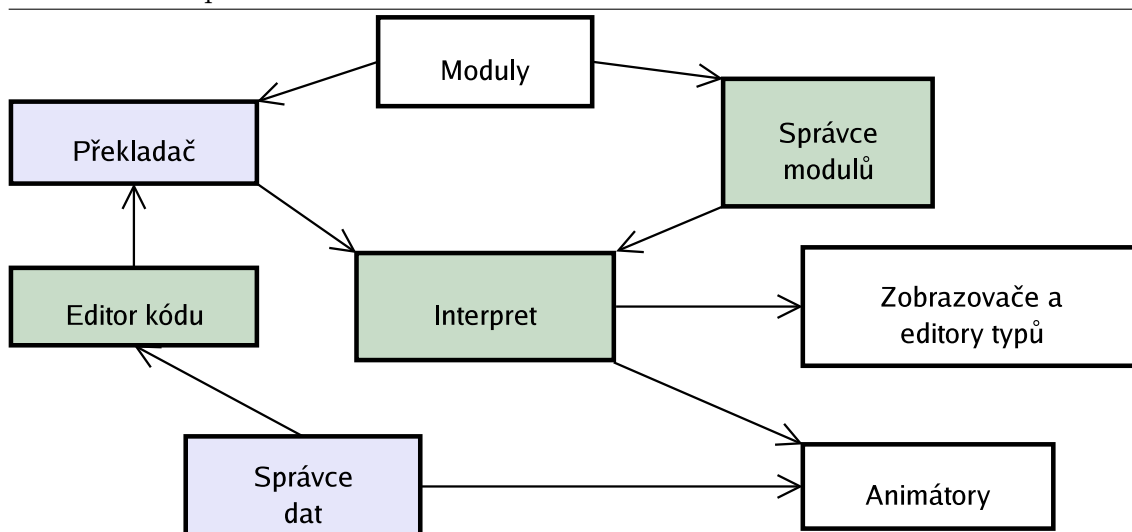 Moduly
Překladač
Správce
modulů
Editor kódu
Interpret
Zobrazovače a
editory typů
Správce
dat
Animátory